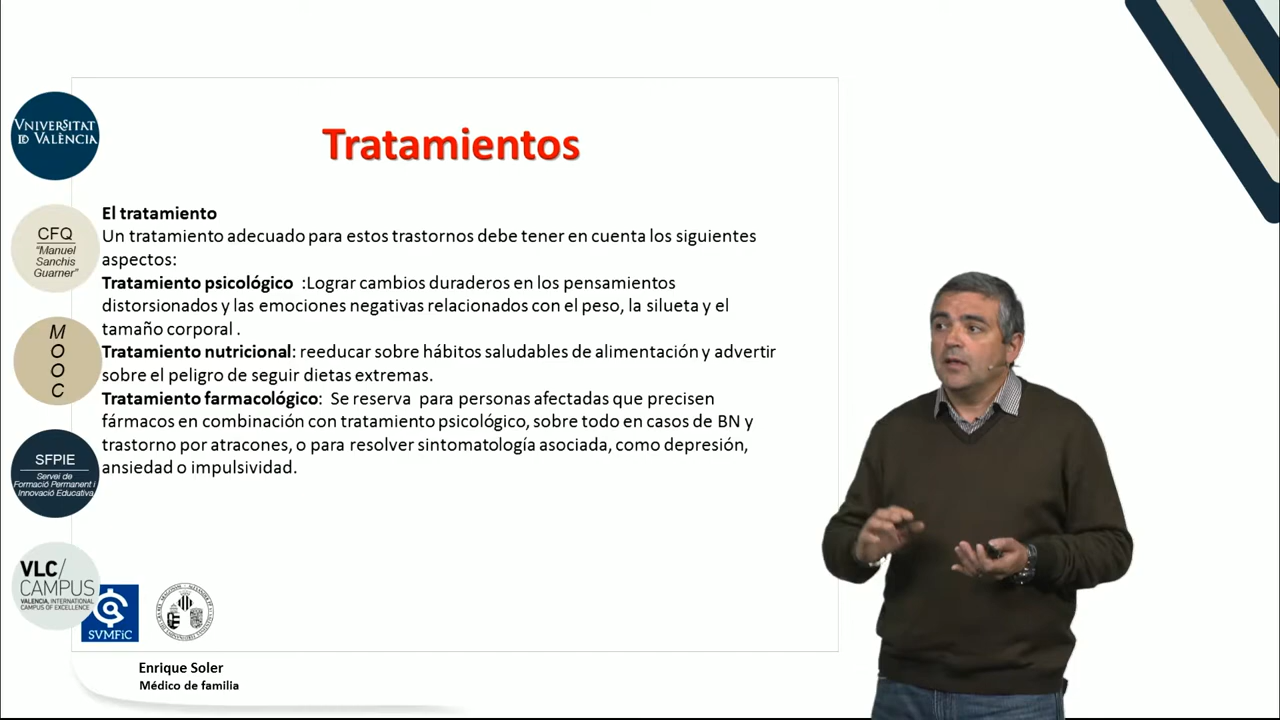 Tratamientos
El tratamiento
Un tratamiento adecuado para estos trastornos debe tener en cuenta los siguientes
aspectos:
Tratamiento psicológico :Lograr cambios duraderos en los pensamientos
distorsionados y las emociones negativas relacionados con el peso, la silueta y el
tamaño corporal .
Tratamiento nutricional: reeducar sobre hábitos saludables de alimentación y advertir
sobre el peligro de seguir dietas extremas.
Tratamiento farmacológico: Se reserva para personas afectadas que precisen
fármacos en combinación con tratamiento psicológico, sobre todo en casos de BN y
trastorno por atracones, o para resolver sintomatología asociada, como depresión,
ansiedad o impulsividad.
VNIVERSITAT
ID VALÈNCIA
CFQ
"Manuel
Sanchis
Guarner"
M
O
O
C
SFPIE
Servei de
Formació Permanent i
Innovació Educativa
VLC/
CAMPUS
VALENCIA, INTERNATIONAL
CAMPUS OF EXCELLENCE
SVMFiC
Enrique Soler
Médico de familia